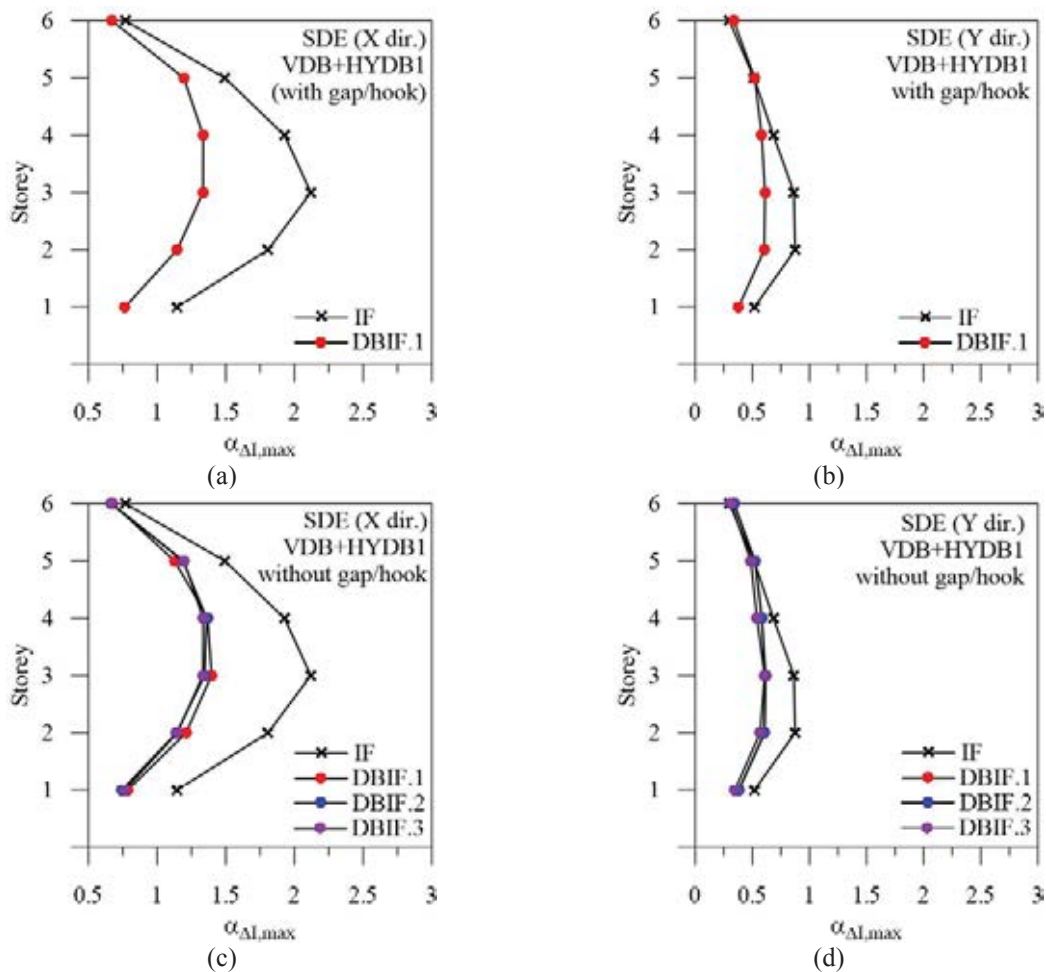 6
5
4
3
2
1
Storey
SDE (X dir.)
VDB+HYDB1
(with gap/hook)
IF
DBIF.1
0.5 1 1.5 2 2.5 3
αΔI,max
(a)
6
5
4
3
2
1
Storey
SDE (Y dir.)
VDB+HYDB1
with gap/hook
IF
DBIF.1
0 0.5 1 1.5 2 2.5 3
αΔI,max
(b)
6
5
4
3
2
1
Storey
SDE (X dir.)
VDB+HYDB1
without gap/hook
IF
DBIF.1
DBIF.2
DBIF.3
0.5 1 1.5 2 2.5 3
αΔI,max
(c)
6
5
4
3
2
1
Storey
SDE (Y dir.)
VDB+HYDB1
without gap/hook
IF
DBIF.1
DBIF.2
DBIF.3
0 0.5 1 1.5 2 2.5 3
αΔI,max
(d)